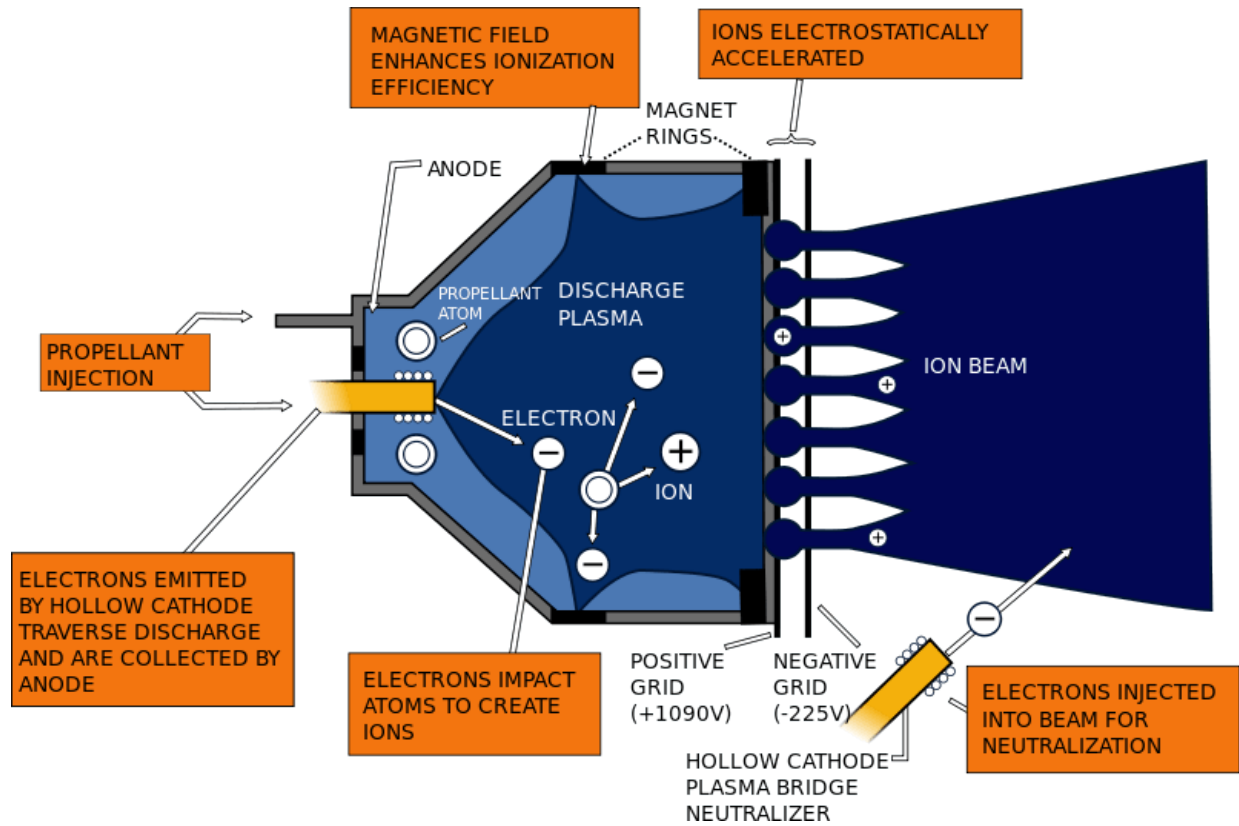 MAGNETIC FIELD
ENHANCES IONIZATION
EFFICIENCY
IONS ELECTROSTATICALLY
ACCELERATED
MAGNET
RINGS
ANODE
PROPELLANT
ATOM
DISCHARGE
PLASMA
PROPELLANT
INJECTION
ION BEAM
+
+
−
ELECTRON
−
+
ION
−
+
ELECTRONS EMITTED
BY HOLLOW CATHODE
TRAVERSE DISCHARGE
AND ARE COLLECTED BY
ANODE
ELECTRONS IMPACT
ATOMS TO CREATE
IONS
POSITIVE
GRID
(+1090V)
NEGATIVE
GRID
(-225V)
−
HOLLOW CATHODE
PLASMA BRIDGE
NEUTRALIZER
ELECTRONS INJECTED
INTO BEAM FOR
NEUTRALIZATION